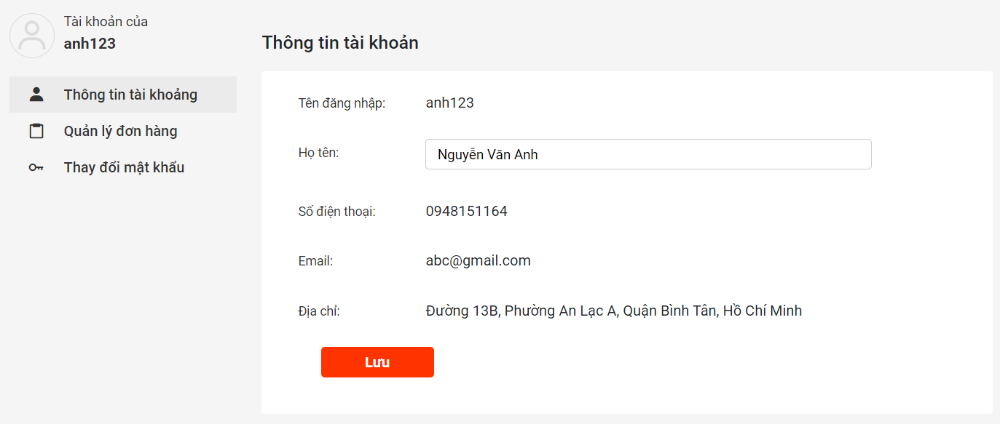 Tài khoản của
anh123
Thông tin tài khoảng
Quản lý đơn hàng
Thay đổi mật khẩu
Thông tin tài khoản
Tên đăng nhập: anh123
Họ tên: Nguyễn Văn Anh
Số điện thoại: 0948151164
Email: abc@gmail.com
Địa chỉ: Đường 13B, Phường An Lạc A, Quận Bình Tân, Hồ Chí Minh
Lưu